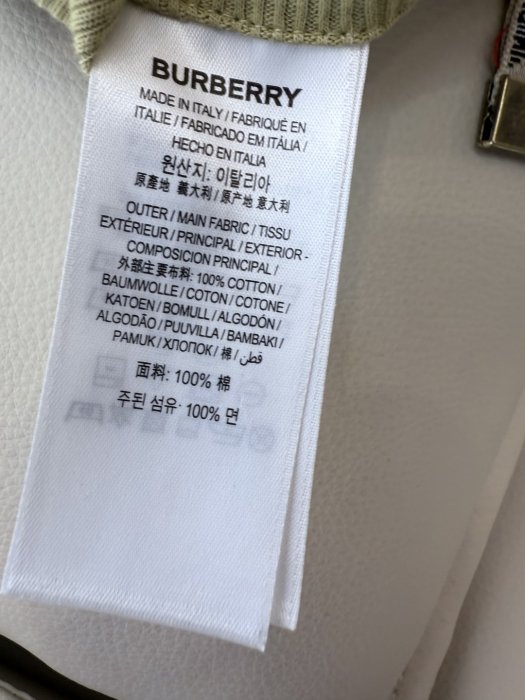 BURBERRY
MADE IN ITALY / FABRIQUÉ EN
ITALIE / FABRICADO EM ITÁLIA /
HECHO EN ITALIA
원산지: 이탈리아
原產地 義大利 / 原产地 意大利
OUTER / MAIN FABRIC / TISSU
EXTÉRIEUR / PRINCIPAL / EXTERIOR -
COMPOSICIÓN PRINCIPAL /
外部主要布料: 100% COTTON /
BAUMWOLLE / COTON / COTONE /
KATOEN / BOMULL / ALGODÓN /
ALGODÃO / PUUVILLA / BAMBAKI /
PAMUK / ХЛОПОК / 棉 / قطن
面料: 100% 棉
주된 섬유: 100% 면